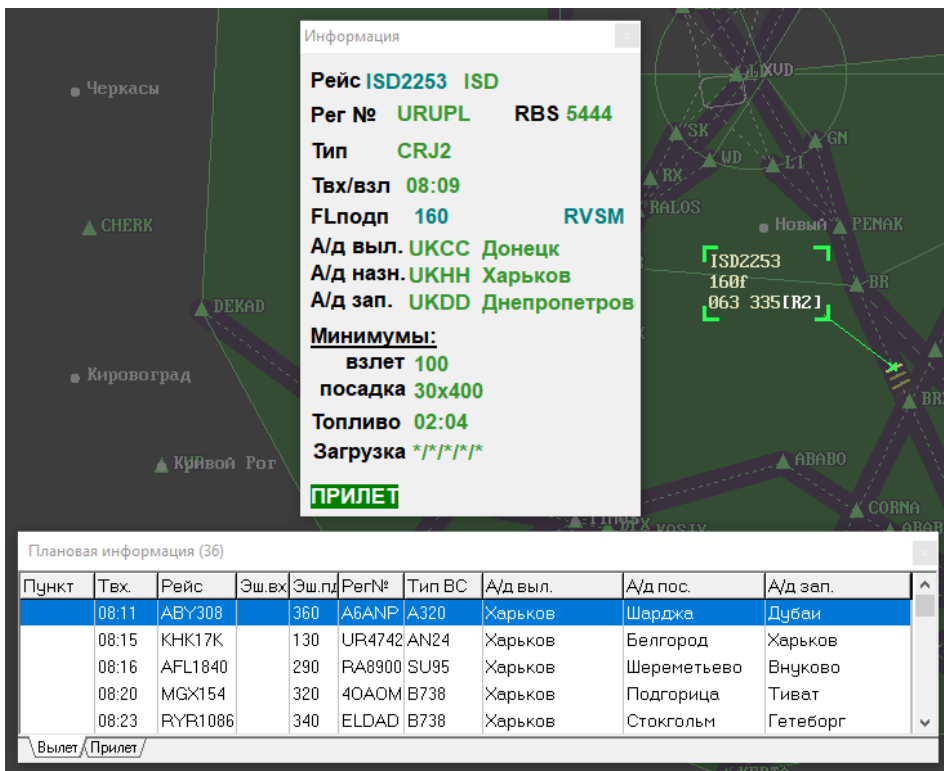 LI
XVD
SK
GN
WD
LI
RX
RALOS
Новый
PENAK
BR
Черкасы
CHERK
DEKAD
Кировоград
Кривой Рог
ISD2253
160f
063 335[R2]
ABABO
CORNA
KOSIV
Информация
x
Рейс ISD2253 ISD
Рег № URUPL RBS 5444
Тип CRJ2
Твх/взл 08:09
FLподп 160 RVSM
А/д выл. UKCC Донецк
А/д назн. UKHH Харьков
А/д зап. UKDD Днепропетров
Минимумы:
взлет 100
посадка 30x400
Топливо 02:04
Загрузка */*/*/*/*
ПРИЛЕТ
Плановая информация (36)
x
Пункт Твх. Рейс Эш.вх Эш.пд Рег№ Тип ВС А/д выл. А/д пос. А/д зап.
08:11 ABY308 360 A6ANP A320 Харьков Шарджа Дубаи
08:15 KHK17K 130 UR4742 AN24 Харьков Белгород Харьков
08:16 AFL1840 290 RA8900 SU95 Харьков Шереметьево Внуково
08:20 MGX154 320 4OAOM B738 Харьков Подгорица Тиват
08:23 RYR1086 340 ELDAD B738 Харьков Стокгольм Гетеборг
Вылет Прилет